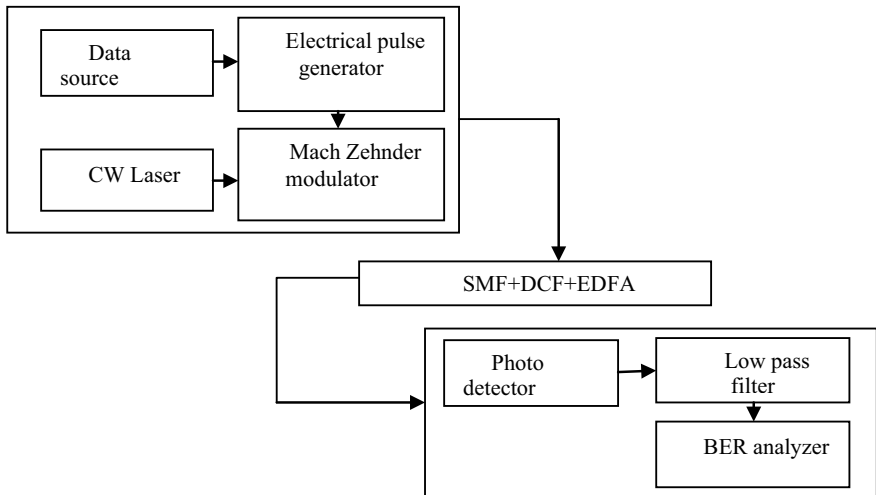 Data
source
Electrical pulse
generator
CW Laser
Mach Zehnder
modulator
SMF+DCF+EDFA
Photo
detector
Low pass
filter
BER analyzer